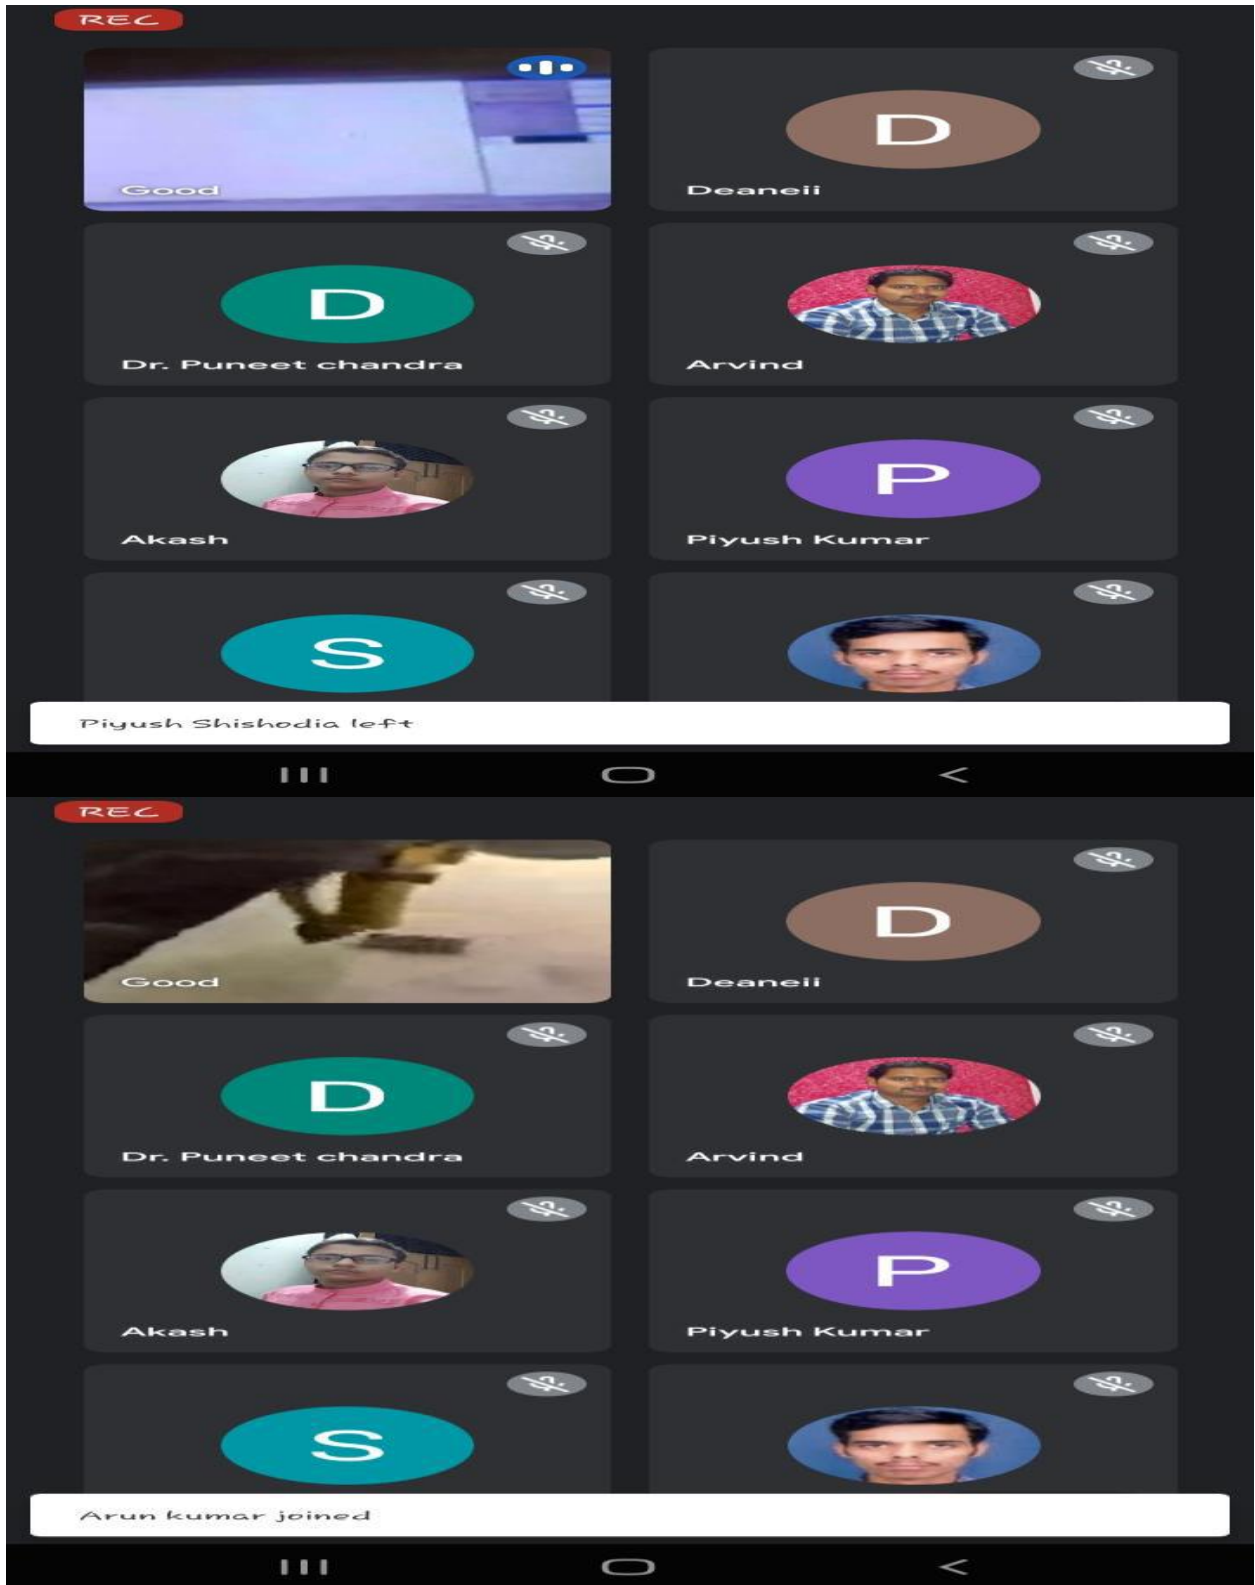 REC
Good
Deaneii
D
D
Dr. Puneet chandra
Arvind
Akash
P
Piyush Kumar
S
Piyush Shishodia left
REC
Good
D
Deaneii
D
Dr. Puneet chandra
Arvind
Akash
P
Piyush Kumar
S
Arun kumar joined